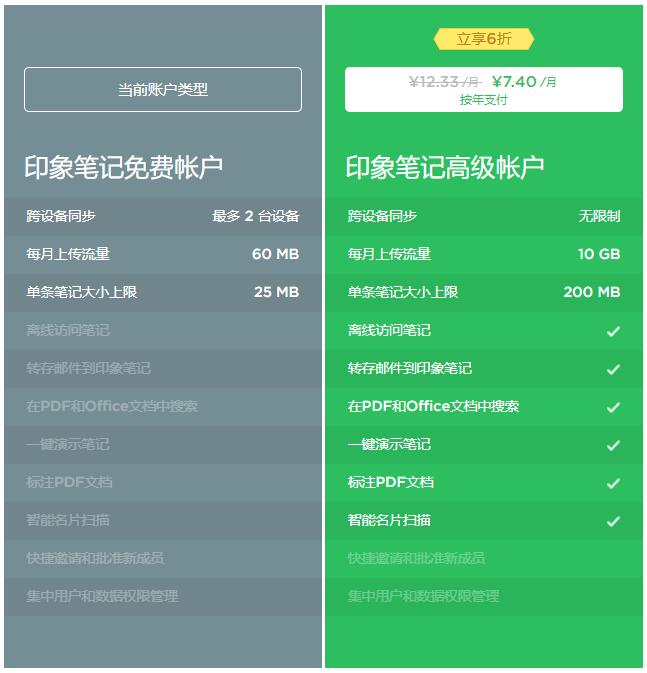 当前账户类型
印象笔记免费帐户
跨设备同步 最多 2 台设备
每月上传流量 60 MB
单条笔记大小上限 25 MB
离线访问笔记
转存邮件到印象笔记
在PDF和Office文档中搜索
一键演示笔记
标注PDF文档
智能名片扫描
快捷邀请和批准新成员
集中用户和数据权限管理
立享6折
¥12.33/月 ¥7.40 /月
按年支付
印象笔记高级帐户
跨设备同步 无限制
每月上传流量 10 GB
单条笔记大小上限 200 MB
离线访问笔记
转存邮件到印象笔记
在PDF和Office文档中搜索
一键演示笔记
标注PDF文档
智能名片扫描
快捷邀请和批准新成员
集中用户和数据权限管理